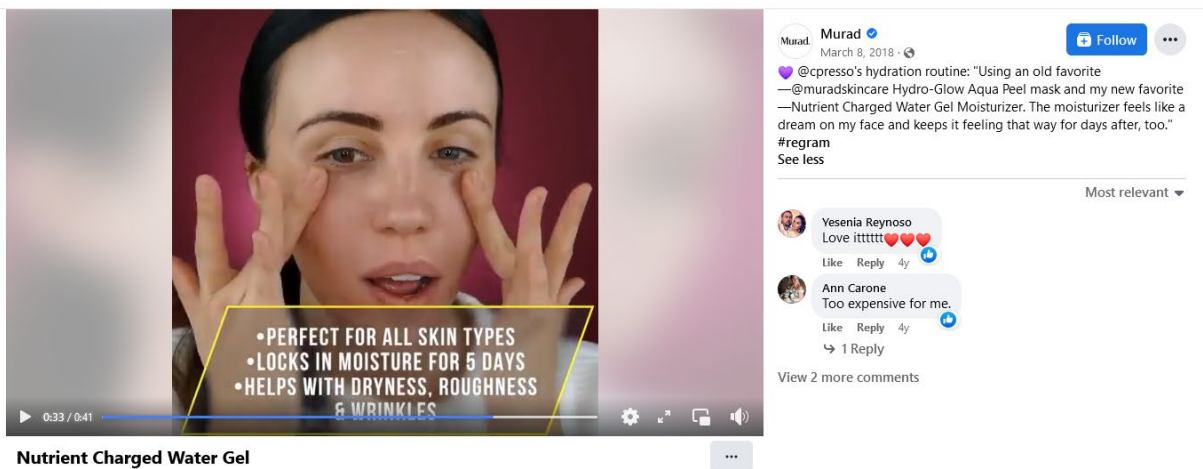 •PERFECT FOR ALL SKIN TYPES
•LOCKS IN MOISTURE FOR 5 DAYS
•HELPS WITH DRYNESS, ROUGHNESS
& WRINKLES
0:33 / 0:41
Nutrient Charged Water Gel
Murad
Murad
Follow
March 8, 2018 ·
💜 @cpresso's hydration routine: "Using an old favorite
—@muradskincare Hydro-Glow Aqua Peel mask and my new favorite
—Nutrient Charged Water Gel Moisturizer. The moisturizer feels like a
dream on my face and keeps it feeling that way for days after, too."
#regram
See less
Most relevant
Yesenia Reynoso
Love ittttttt❤️❤️❤️
Like Reply 4y
Ann Carone
Too expensive for me.
Like Reply 4y
1 Reply
View 2 more comments